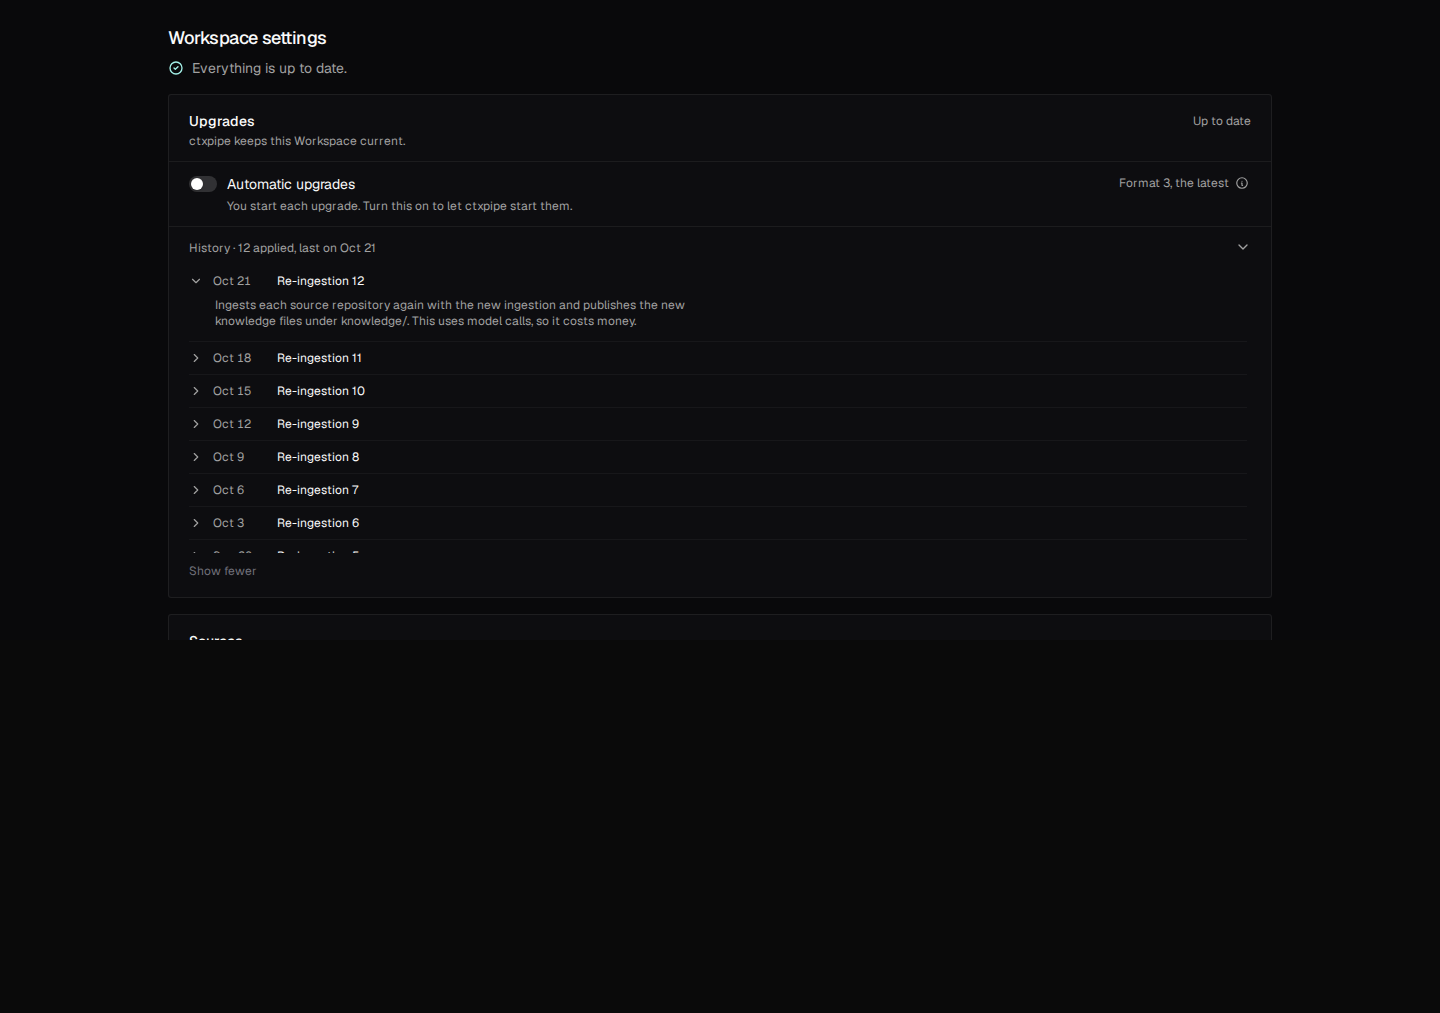 Workspace settings
Everything is up to date.
Upgrades
Up to date
ctxpipe keeps this Workspace current.
Automatic upgrades
Format 3, the latest
You start each upgrade. Turn this on to let ctxpipe start them.
History · 12 applied, last on Oct 21
Oct 21 Re-ingestion 12
Ingests each source repository again with the new ingestion and publishes the new
knowledge files under knowledge/. This uses model calls, so it costs money.
Oct 18 Re-ingestion 11
Oct 15 Re-ingestion 10
Oct 12 Re-ingestion 9
Oct 9 Re-ingestion 8
Oct 6 Re-ingestion 7
Oct 3 Re-ingestion 6
Show fewer
Sources